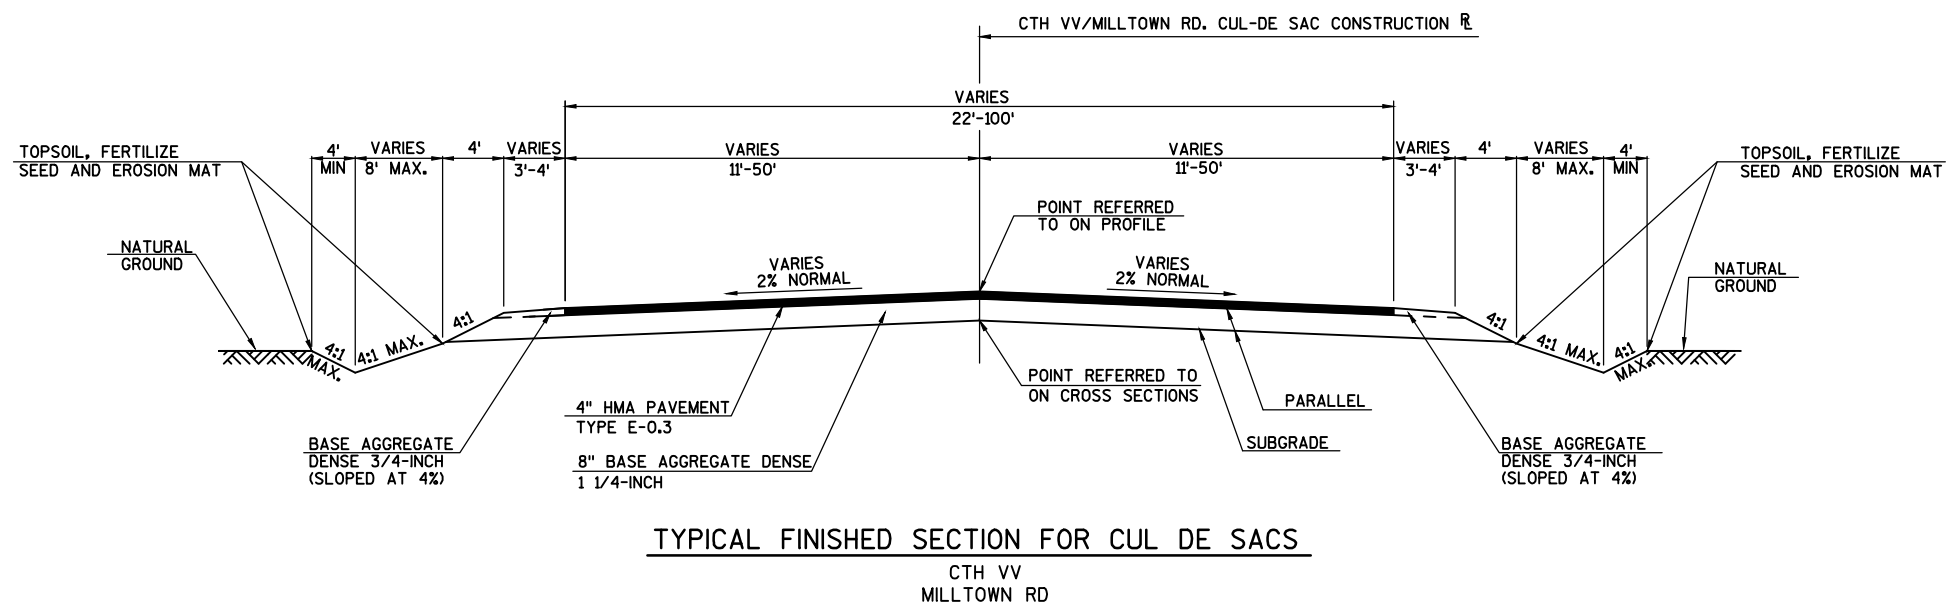 CTH VV/MILLTOWN RD. CUL-DE SAC CONSTRUCTION RL
VARIES
22'-100'
TOPSOIL, FERTILIZE
SEED AND EROSION MAT
4'
MIN
VARIES
8' MAX.
4'
VARIES
3'-4'
VARIES
11'-50'
VARIES
11'-50'
VARIES
3'-4'
4'
VARIES
8' MAX.
4'
MIN
TOPSOIL, FERTILIZE
SEED AND EROSION MAT
POINT REFERRED
TO ON PROFILE
NATURAL
GROUND
VARIES
2% NORMAL
VARIES
2% NORMAL
NATURAL
GROUND
4:1
MAX.
4:1 MAX.
4:1
4:1
4:1 MAX.
4:1
MAX.
POINT REFERRED TO
ON CROSS SECTIONS
4" HMA PAVEMENT
TYPE E-0.3
PARALLEL
BASE AGGREGATE
DENSE 3/4-INCH
(SLOPED AT 4%)
8" BASE AGGREGATE DENSE
1 1/4-INCH
SUBGRADE
BASE AGGREGATE
DENSE 3/4-INCH
(SLOPED AT 4%)
TYPICAL FINISHED SECTION FOR CUL DE SACS
CTH VV
MILLTOWN RD